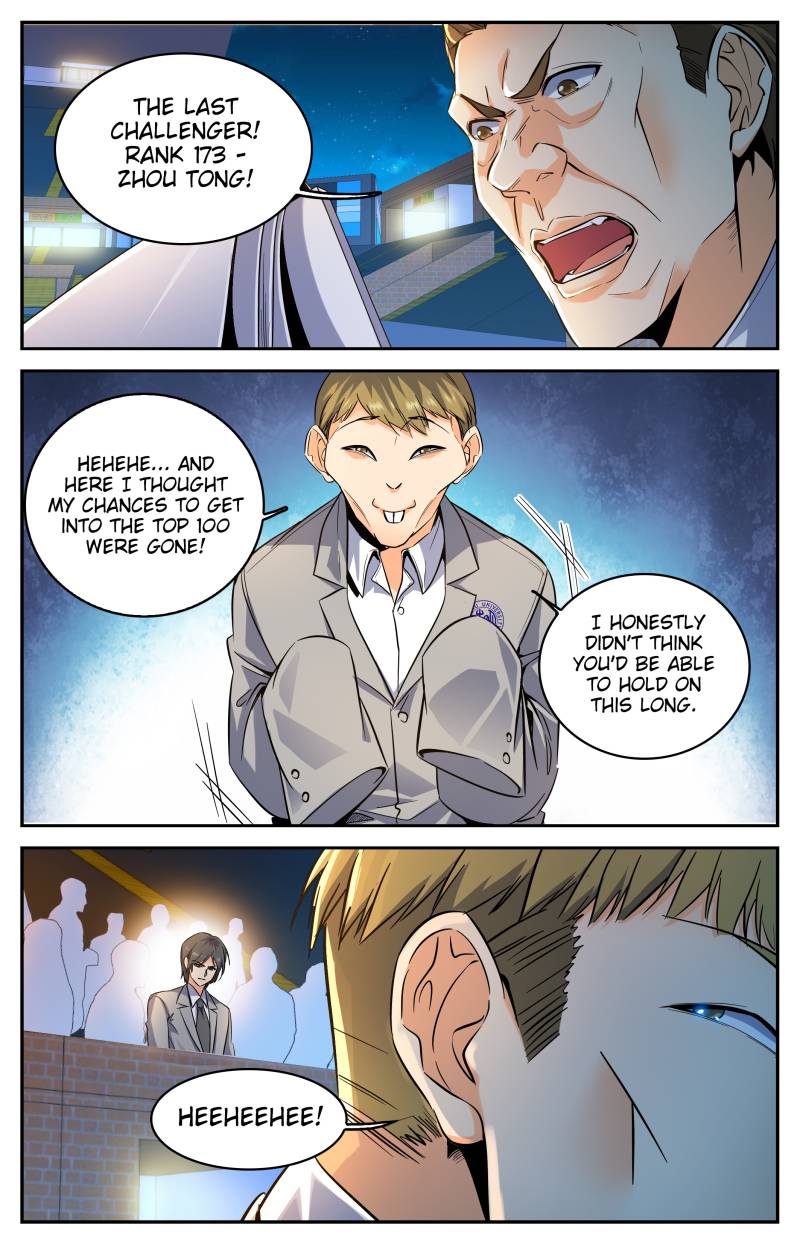 THE LAST
CHALLENGER!
RANK 173 -
ZHOU TONG!
HEHEHE... AND
HERE I THOUGHT
MY CHANCES TO GET
INTO THE TOP 100
WERE GONE!
I HONESTLY
DIDN'T THINK
YOU'D BE ABLE
TO HOLD ON
THIS LONG.
HEEHEEHEE!